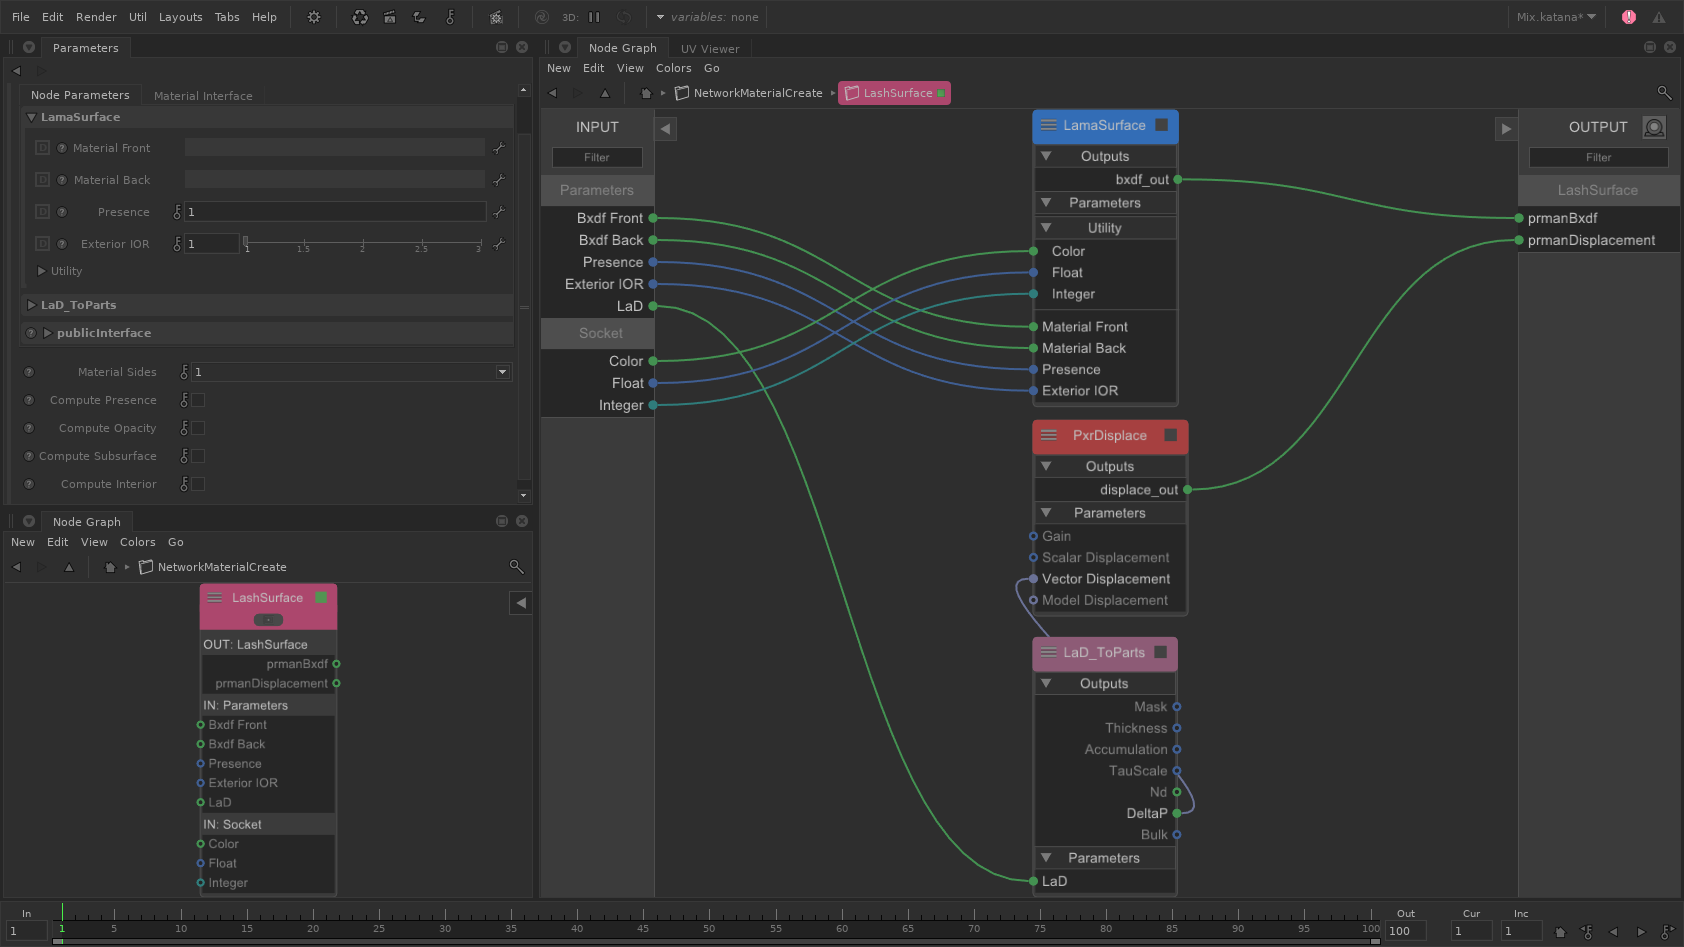 File Edit Render Util Layouts Tabs Help 3D: variables: none Mix.katana*
Parameters
Node Parameters Material Interface
LamaSurface
Material Front
Material Back
Presence 1
Exterior IOR 1 1 1.5 2 2.5 3
Utility
LaD_ToParts
publicInterface
Material Sides 1
Compute Presence
Compute Opacity
Compute Subsurface
Compute Interior
Node Graph
New Edit View Colors Go
NetworkMaterialCreate
LashSurface
OUT: LashSurface
prmanBxdf
prmanDisplacement
IN: Parameters
Bxdf Front
Bxdf Back
Presence
Exterior IOR
LaD
IN: Socket
Color
Float
Integer
Node Graph UV Viewer
New Edit View Colors Go
NetworkMaterialCreate LashSurface
INPUT
Filter
Parameters
Bxdf Front
Bxdf Back
Presence
Exterior IOR
LaD
Socket
Color
Float
Integer
LamaSurface
Outputs
bxdf_out
Parameters
Utility
Color
Float
Integer
Material Front
Material Back
Presence
Exterior IOR
PxrDisplace
Outputs
displace_out
Parameters
Gain
Scalar Displacement
Vector Displacement
Model Displacement
LaD_ToParts
Outputs
Mask
Thickness
Accumulation
TauScale
Nd
DeltaP
Bulk
Parameters
LaD
OUTPUT
Filter
LashSurface
prmanBxdf
prmanDisplacement
In Out Cur Inc
1 1 5 10 15 20 25 30 35 40 45 50 55 60 65 70 75 80 85 90 95 100 100 1 1